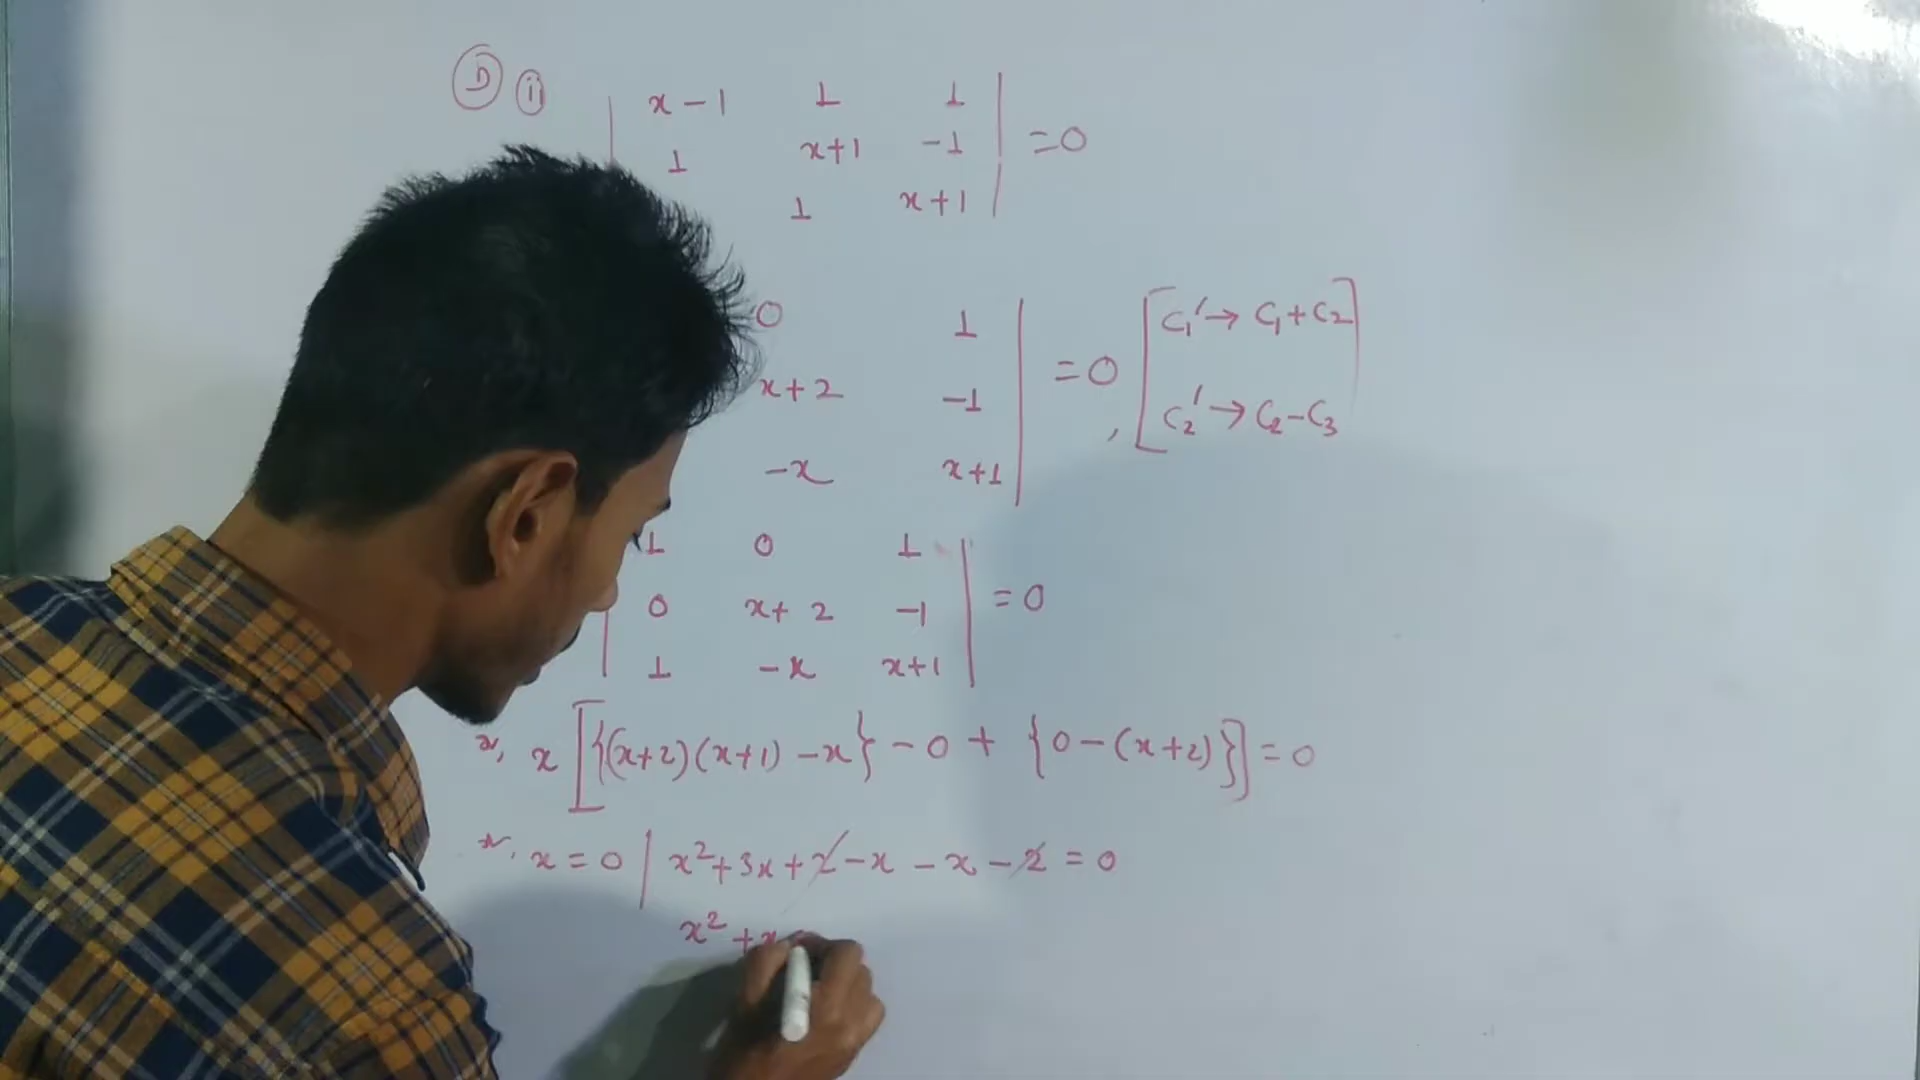 ① ⓘ
x-1 1 1
1 x+1 -1 =0
1 x+1
0 1
x+2 -1 =0, [C₁′→ C₁+C₂
-x x+1 C₂′→ C₂-C₃]
1 0 1
0 x+ 2 -1 =0
1 -x x+1
x[{(x+2)(x+1)-x}-0+ {0-(x+2)}]=0
x=0 | x²+3x+2-x-x-2=0
x²+x